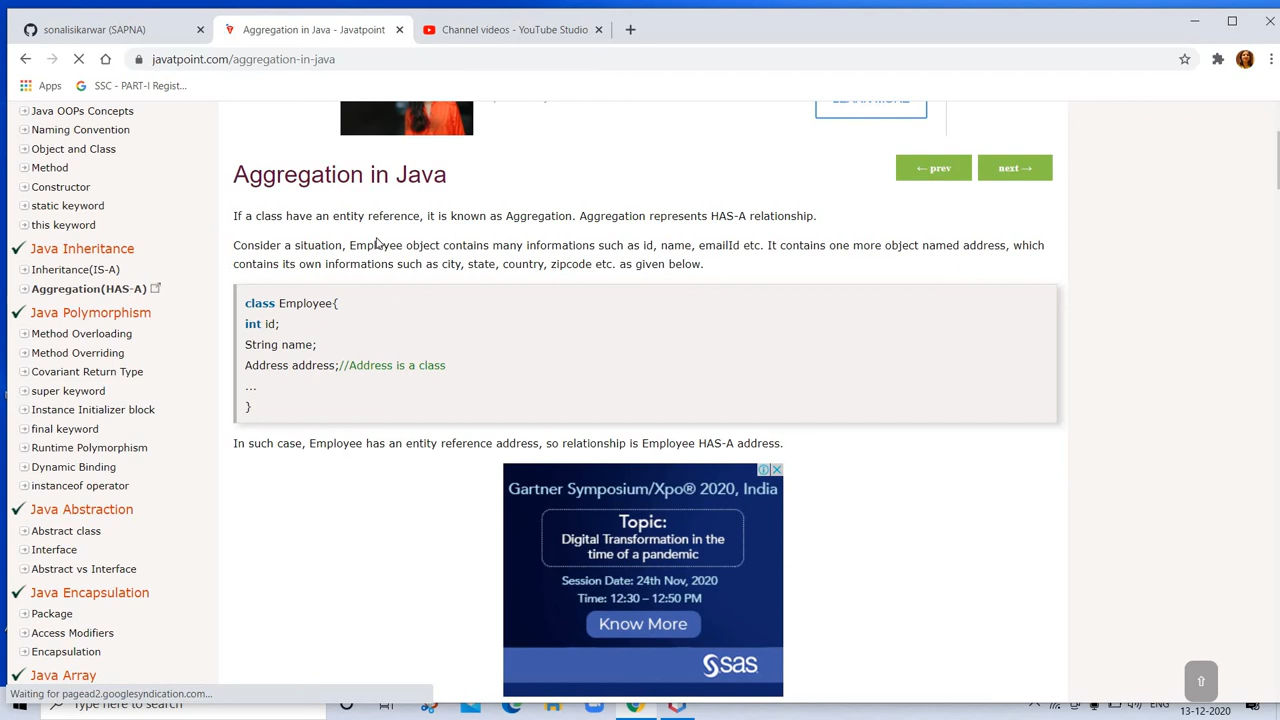 sonalisikarwar (SAPNA)
Aggregation in Java - Javatpoint
Channel videos - YouTube Studio
javatpoint.com/aggregation-in-java
Apps
SSC - PART-I Regist...
Java OOPs Concepts
Naming Convention
Object and Class
Method
Constructor
static keyword
this keyword
Java Inheritance
Inheritance(IS-A)
Aggregation(HAS-A)
Java Polymorphism
Method Overloading
Method Overriding
Covariant Return Type
super keyword
Instance Initializer block
final keyword
Runtime Polymorphism
Dynamic Binding
instanceof operator
Java Abstraction
Abstract class
Interface
Abstract vs Interface
Java Encapsulation
Package
Access Modifiers
Encapsulation
Java Array
LEARN MORE
Aggregation in Java
← prev
next →
If a class have an entity reference, it is known as Aggregation. Aggregation represents HAS-A relationship.
Consider a situation, Employee object contains many informations such as id, name, emailId etc. It contains one more object named address, which
contains its own informations such as city, state, country, zipcode etc. as given below.
class Employee{
int id;
String name;
Address address;//Address is a class
...
}
In such case, Employee has an entity reference address, so relationship is Employee HAS-A address.
Gartner Symposium/Xpo® 2020, India
Topic:
Digital Transformation in the
time of a pandemic
Session Date: 24th Nov, 2020
Time: 12:30 – 12:50 PM
Know More
sas
Waiting for pagead2.googlesyndication.com...
Type here to search
ENG
13-12-2020